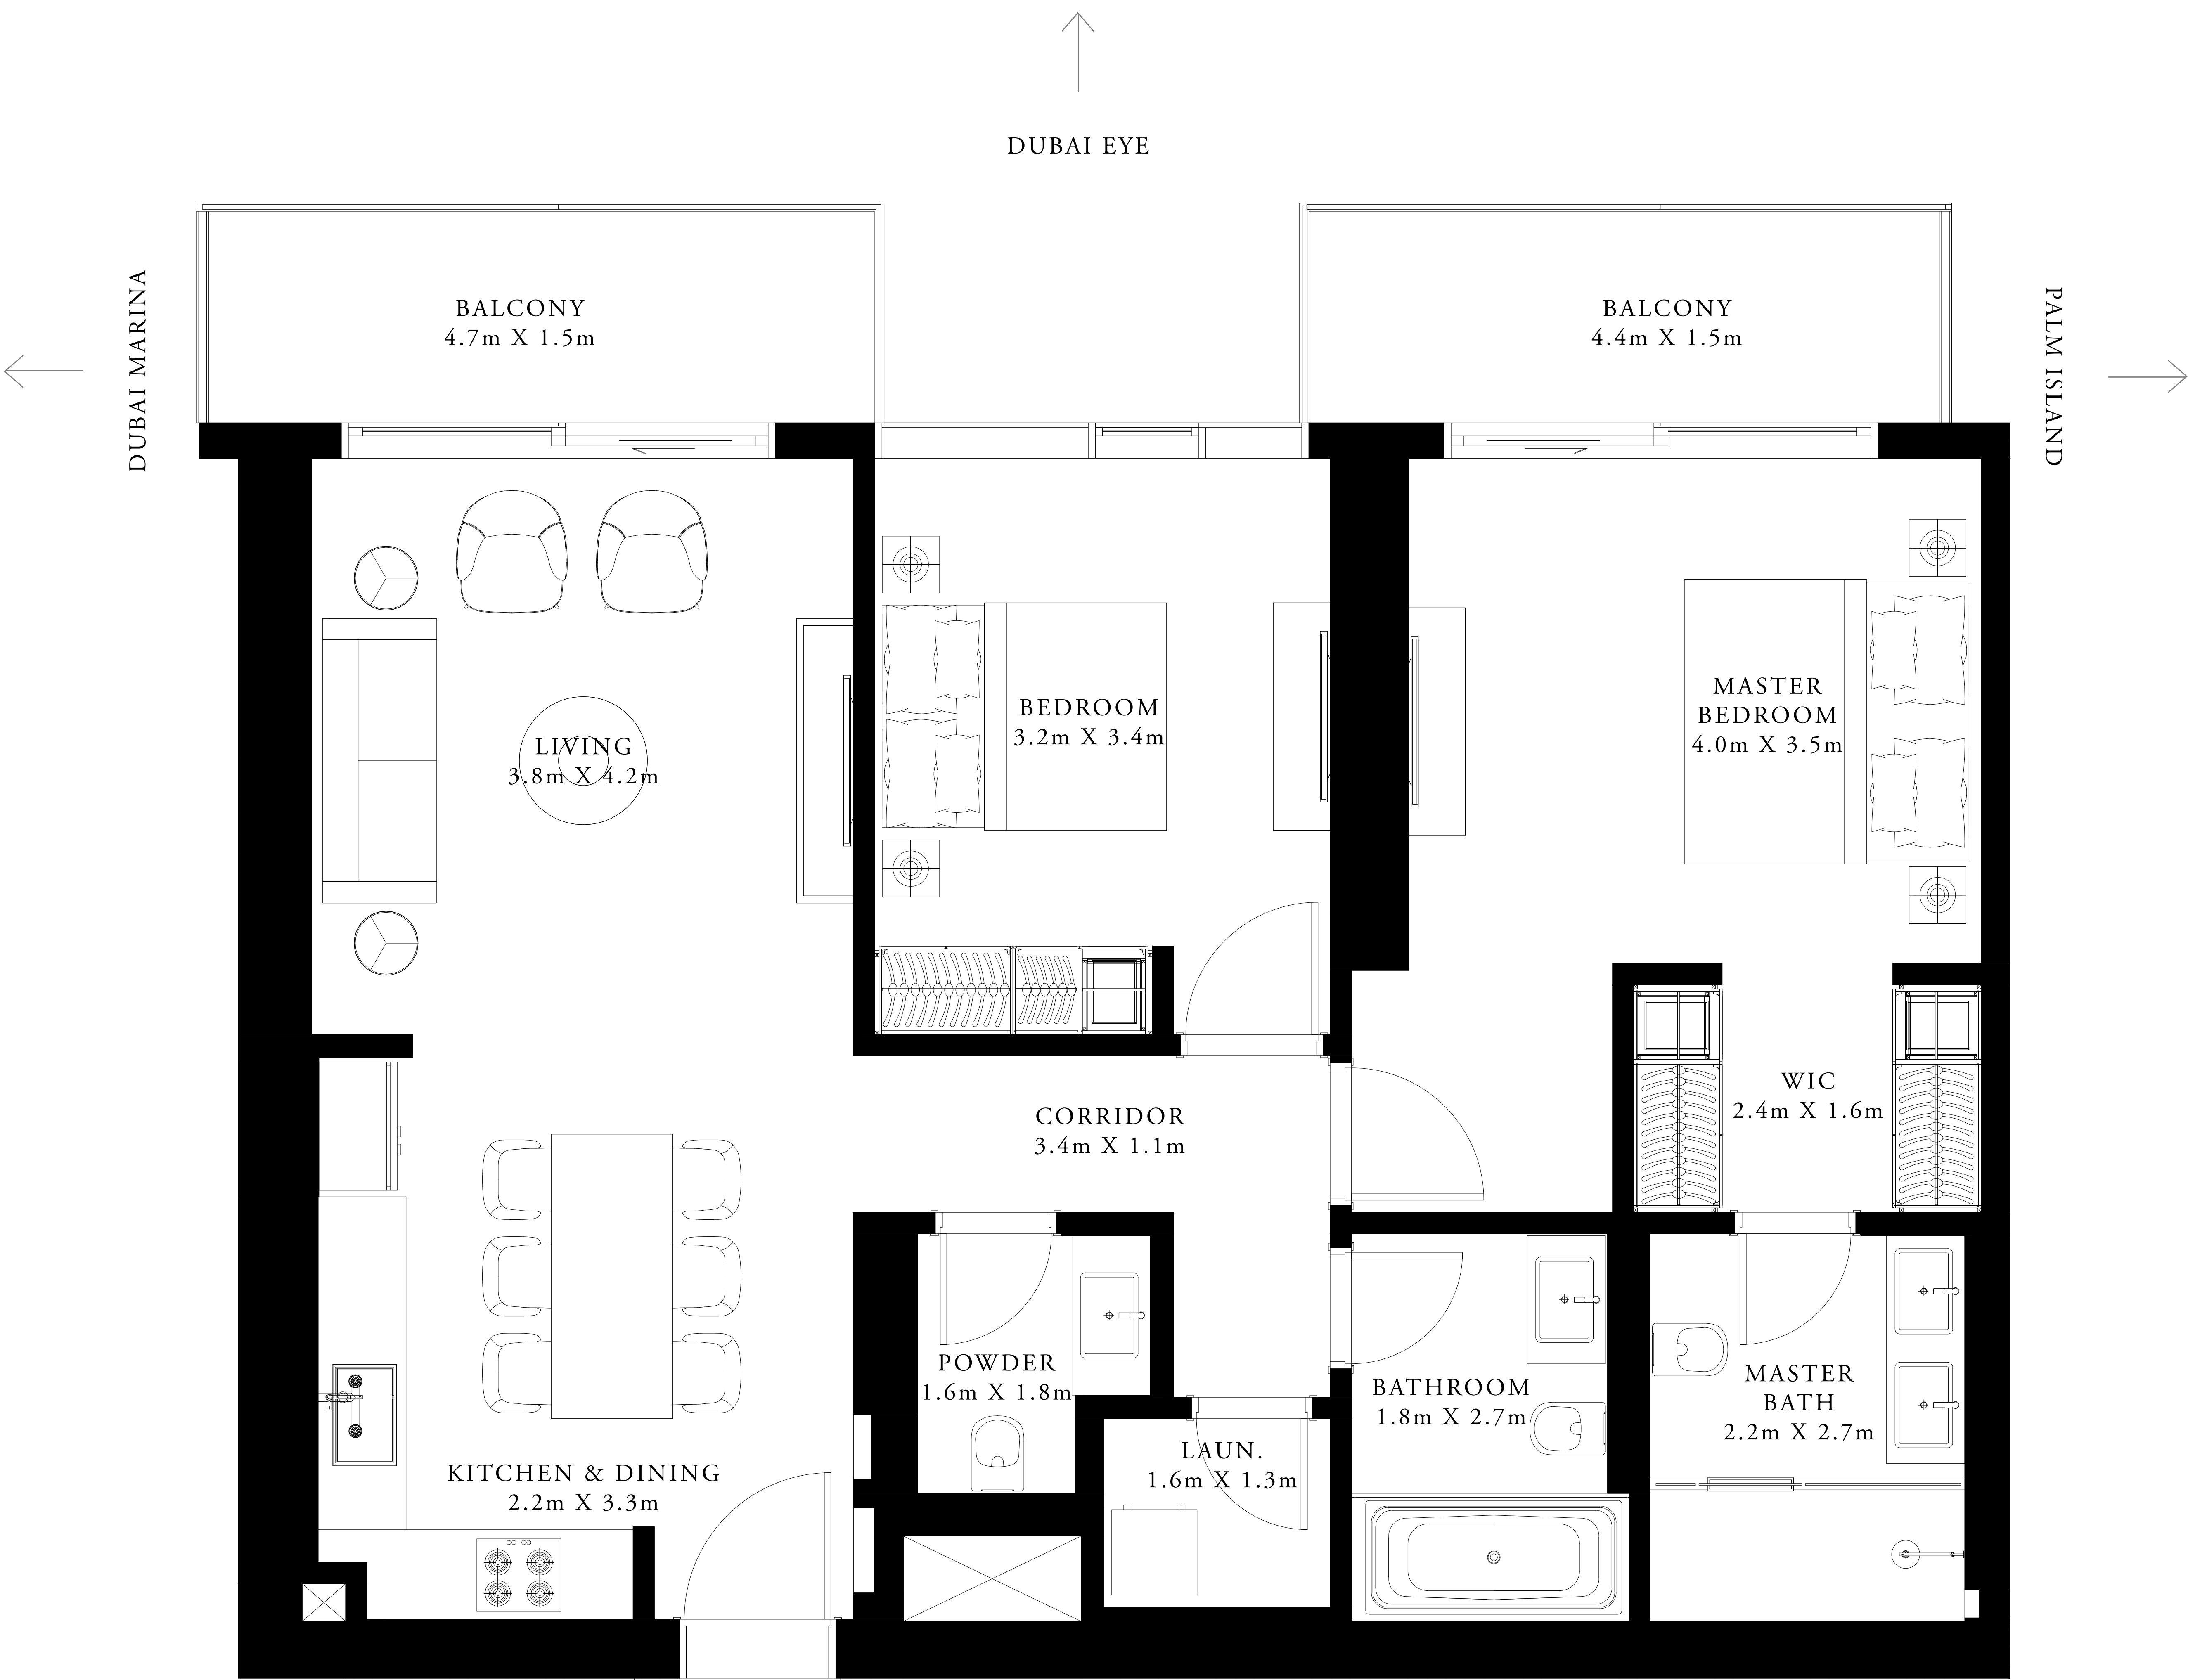 DUBAI EYE
DUBAI MARINA
BALCONY
4.7m X 1.5m
BALCONY
4.4m X 1.5m
PALM ISLAND
LIVING
3.8m X 4.2m
BEDROOM
3.2m X 3.4m
MASTER
BEDROOM
4.0m X 3.5m
CORRIDOR
3.4m X 1.1m
WIC
2.4m X 1.6m
KITCHEN & DINING
2.2m X 3.3m
POWDER
1.6m X 1.8m
LAUN.
1.6m X 1.3m
BATHROOM
1.8m X 2.7m
MASTER
BATH
2.2m X 2.7m